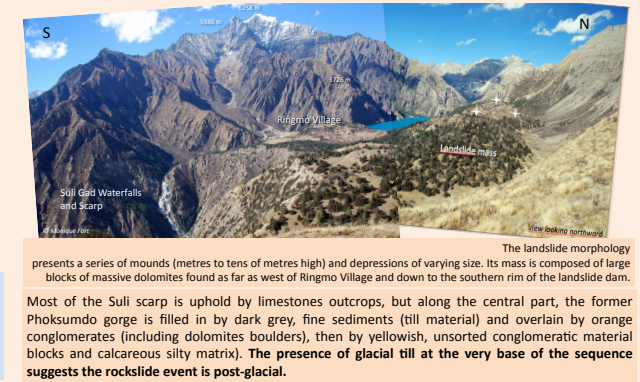 6258 m
5986 m
S
N
3726 m
Ringmo Village
Landslide mass
Suli Gad Waterfalls
and Scarp
© Monique Fort
View looking northward
The landslide morphology
presents a series of mounds (metres to tens of metres high) and depressions of varying size. Its mass is composed of large
blocks of massive dolomites found as far as west of Ringmo Village and down to the southern rim of the landslide dam.
Most of the Suli scarp is uphold by limestones outcrops, but along the central part, the former
Phoksumdo gorge is filled in by dark grey, fine sediments (till material) and overlain by orange
conglomerates (including dolomites boulders), then by yellowish, unsorted conglomeratic material
blocks and calcareous silty matrix). The presence of glacial till at the very base of the sequence
suggests the rockslide event is post-glacial.